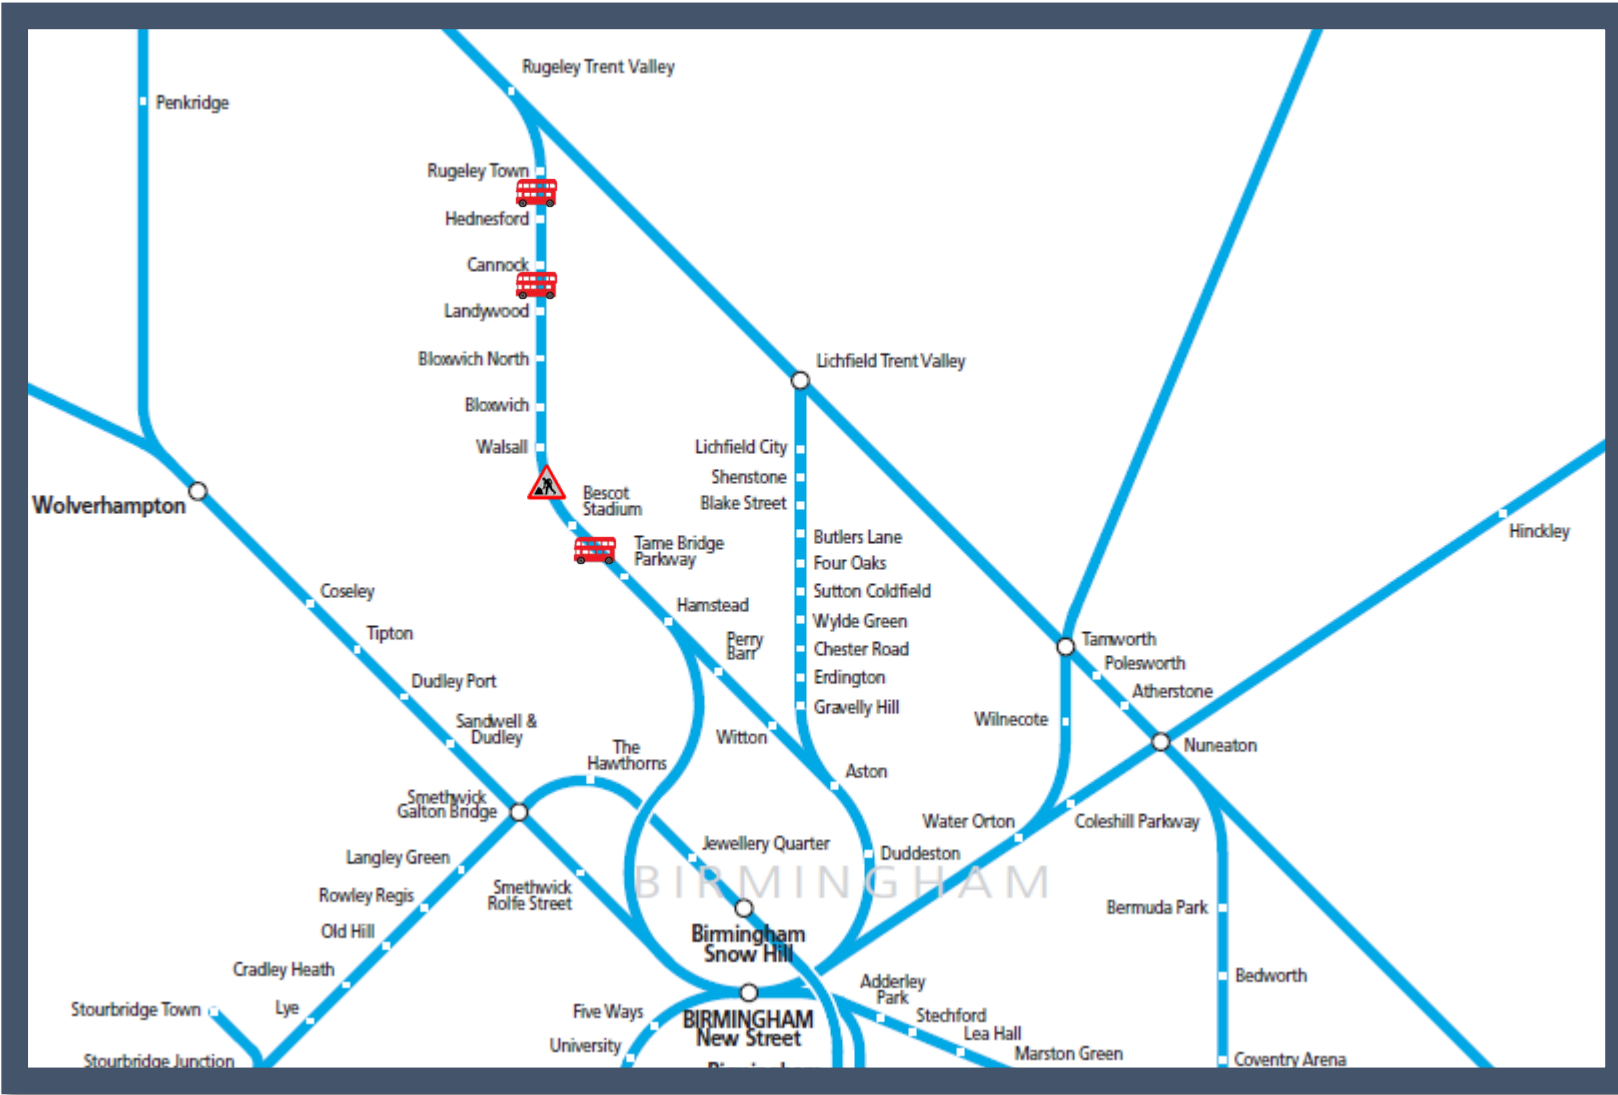 Rugeley Trent Valley
Penkridge
Rugeley Town
Hednesford
Cannock
Landywood
Bloxwich North
Bloxwich
Walsall
Lichfield Trent Valley
Lichfield City
Shenstone
Blake Street
Butlers Lane
Four Oaks
Sutton Coldfield
Wylde Green
Chester Road
Erdington
Gravelly Hill
Wolverhampton
Bescot
Stadium
Tame Bridge
Parkway
Hamstead
Perry
Barr
Witton
Aston
Duddeston
Hinckley
Coseley
Tipton
Dudley Port
Sandwell &
Dudley
The
Hawthorns
Smethwick
Galton Bridge
Tamworth
Polesworth
Atherstone
Wilnecote
Nuneaton
Water Orton
Coleshill Parkway
Jewellery Quarter
BIRMINGHAM
Langley Green
Rowley Regis
Old Hill
Cradley Heath
Lye
Stourbridge Town
Stourbridge Junction
Smethwick
Rolfe Street
Birmingham
Snow Hill
BIRMINGHAM
New Street
Birmingham
Five Ways
University
Adderley
Park
Stechford
Lea Hall
Marston Green
Bermuda Park
Bedworth
Coventry Arena